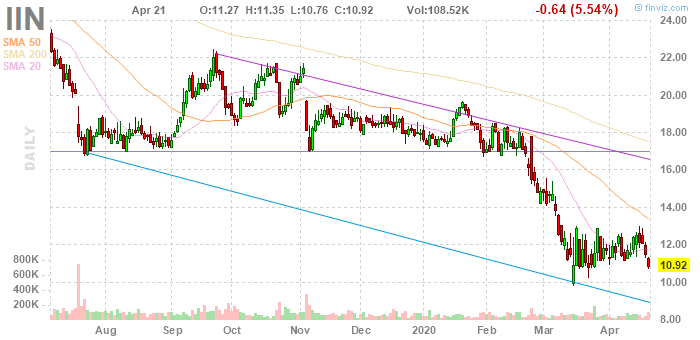 IIN Apr 21 O:11.27 H:11.35 L:10.76 C:10.92 Vol:108.52K -0.64 (5.54%)
© finviz.com
SMA 50
SMA 200
SMA 20
DAILY
24.00
22.00
20.00
18.00
16.00
14.00
12.00
10.92
10.00
8.00
800K
600K
400K
200K
Aug Sep Oct Nov Dec 2020 Feb Mar Apr